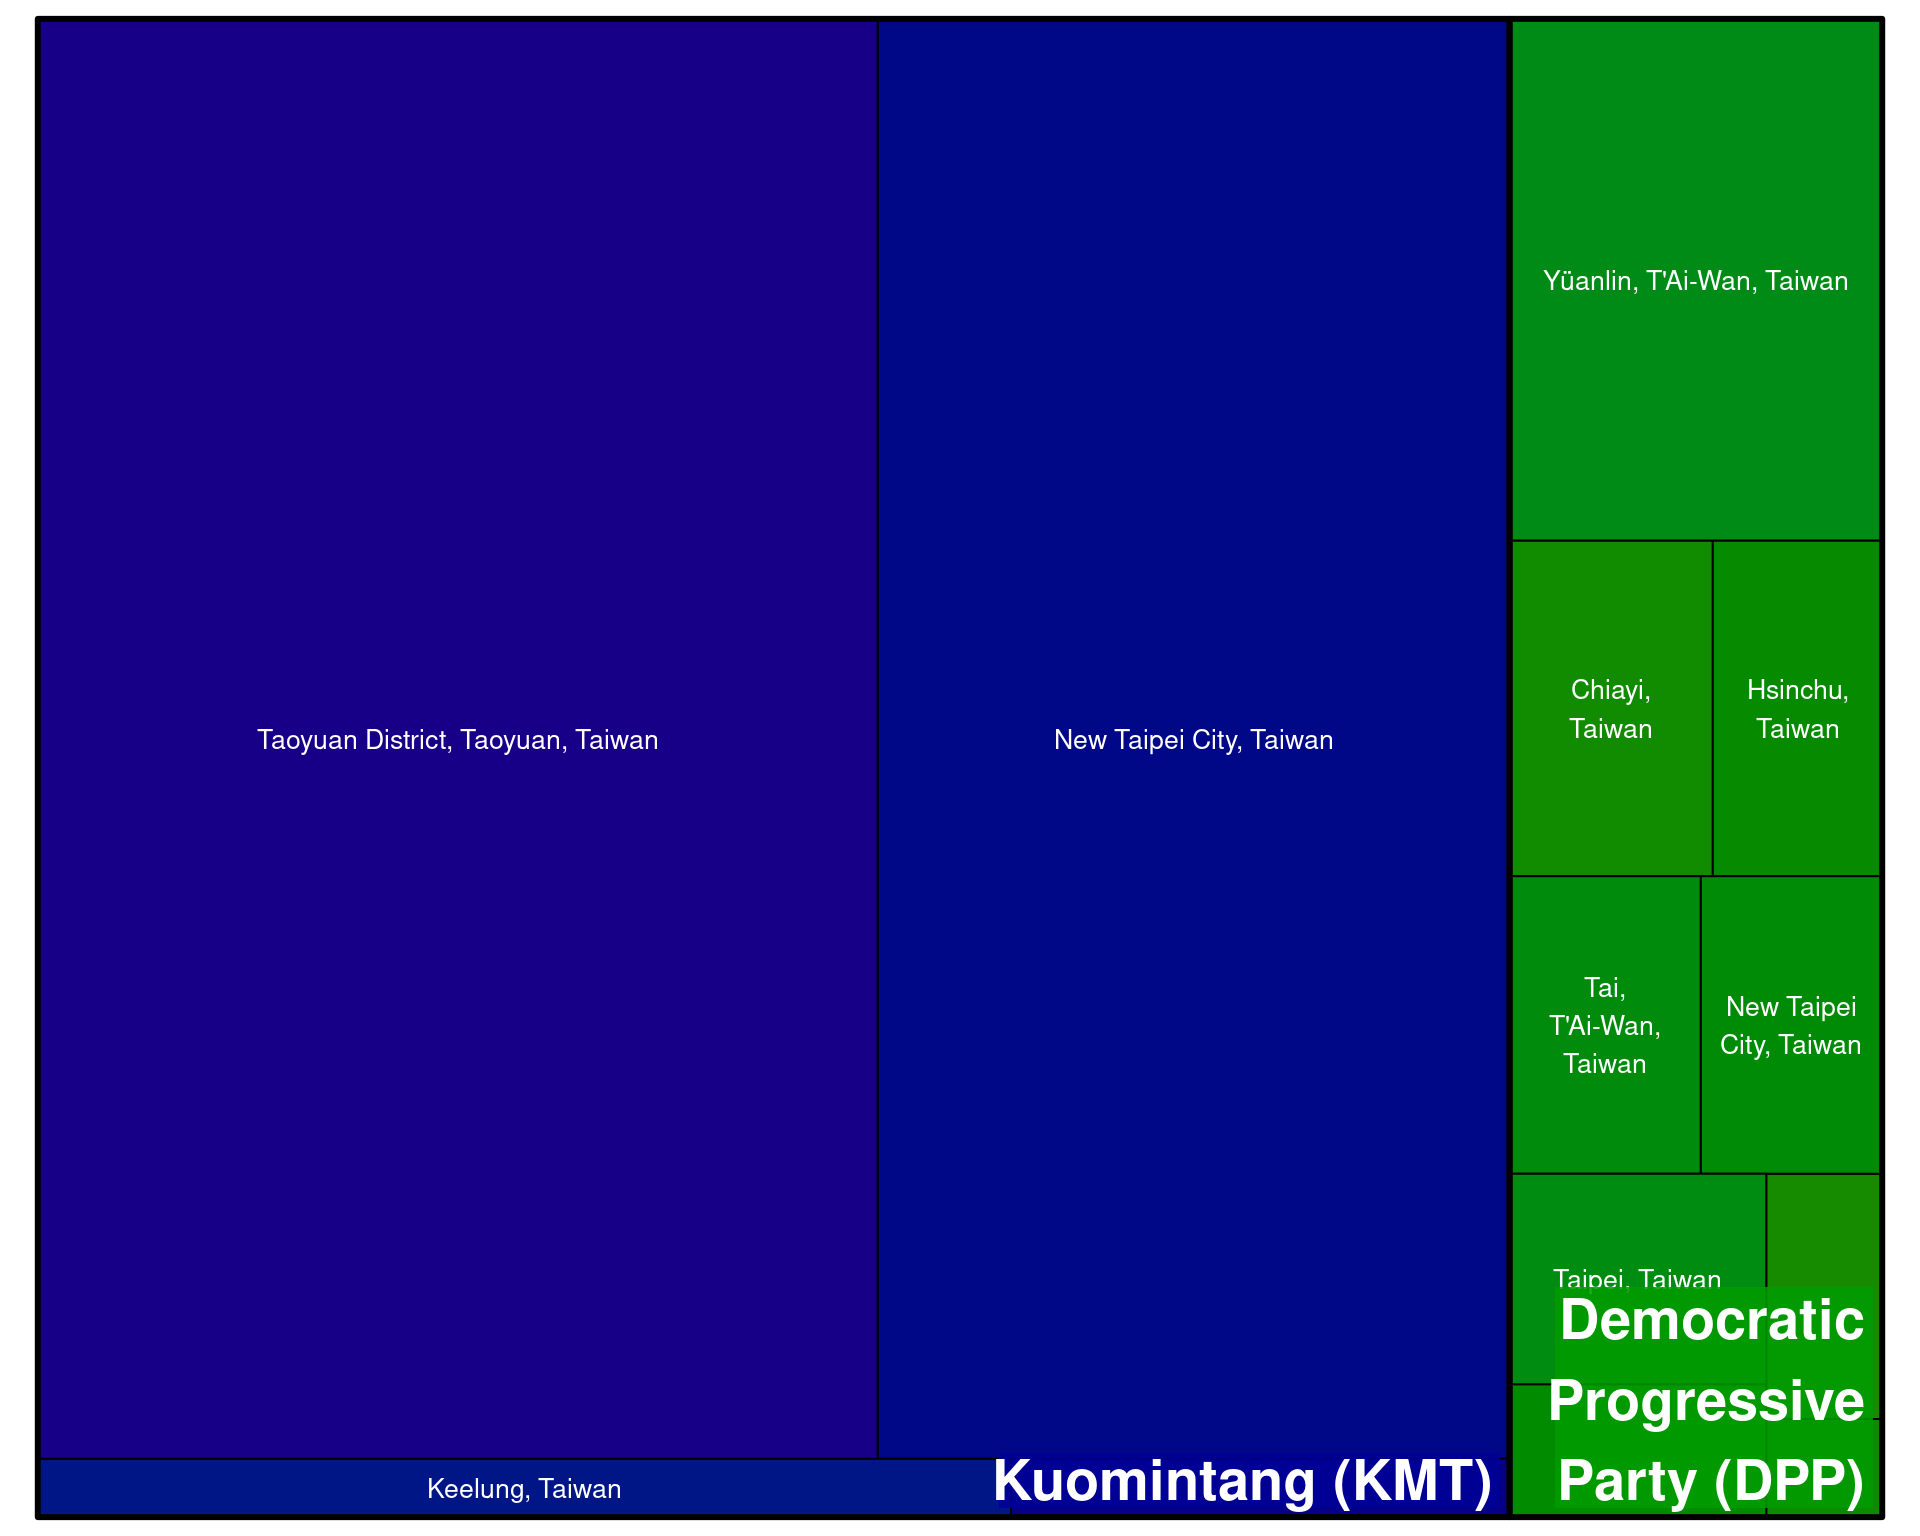 Taoyuan District, Taoyuan, Taiwan
New Taipei City, Taiwan
Keelung, Taiwan
Kuomintang (KMT)
Yüanlin, T'Ai-Wan, Taiwan
Chiayi,
Taiwan
Hsinchu,
Taiwan
Tai,
T'Ai-Wan,
Taiwan
New Taipei
City, Taiwan
Taipei, Taiwan
Democratic
Progressive
Party (DPP)